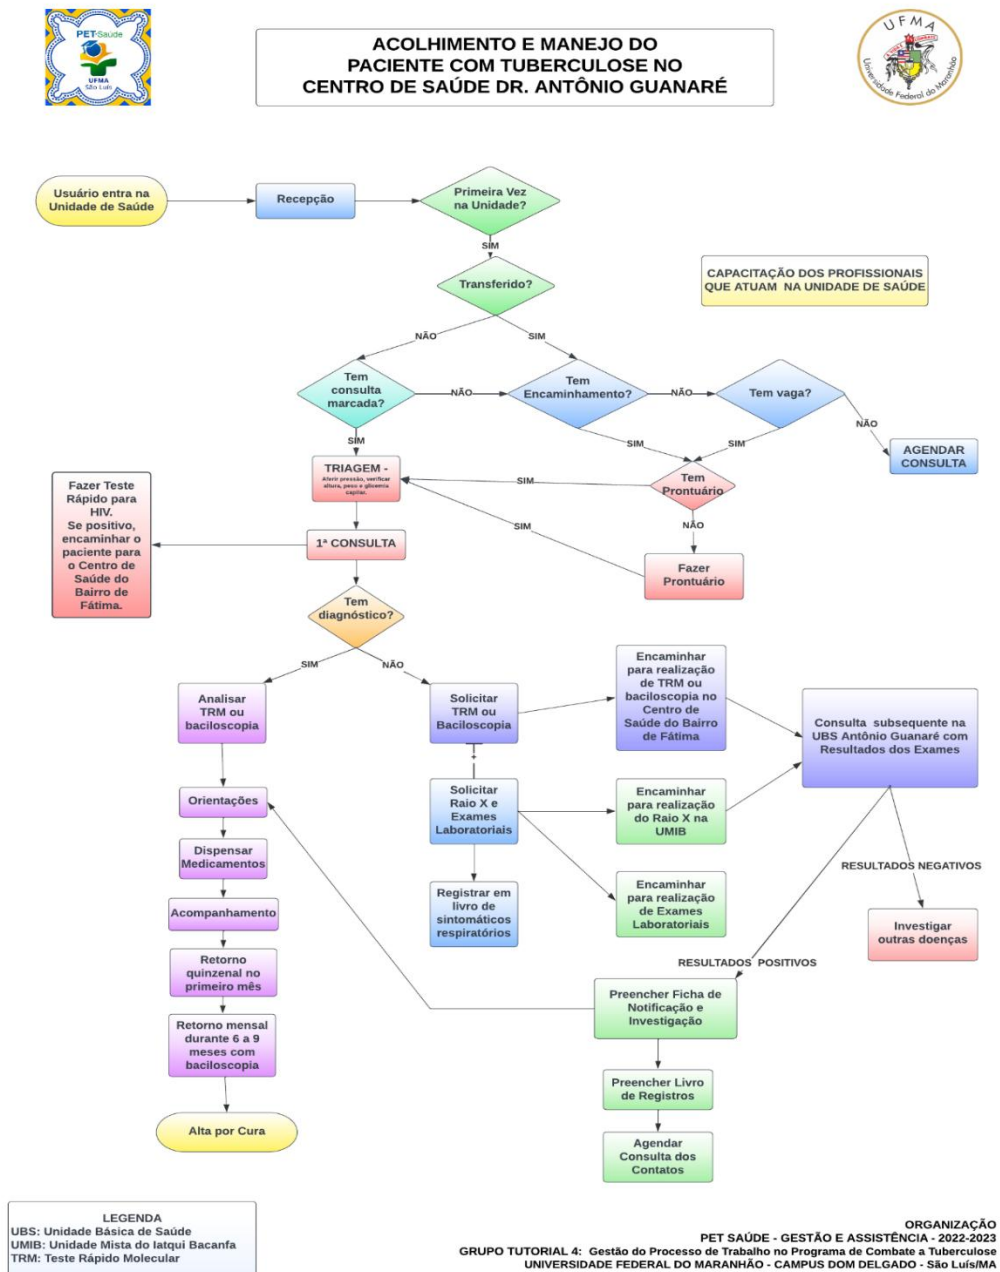 PET-Saúde
UFMA
São Luís
ACOLHIMENTO E MANEJO DO
PACIENTE COM TUBERCULOSE NO
CENTRO DE SAÚDE DR. ANTÔNIO GUANARÉ
UFMA
Universidade Federal do Maranhão
Usuário entra na
Unidade de Saúde
Recepção
Primeira Vez
na Unidade?
SIM
Transferido?
CAPACITAÇÃO DOS PROFISSIONAIS
QUE ATUAM NA UNIDADE DE SAÚDE
NÃO
SIM
Tem
consulta
marcada?
NÃO
Tem
Encaminhamento?
NÃO
Tem vaga?
NÃO
SIM
SIM
SIM
AGENDAR
CONSULTA
TRIAGEM -
Aferir pressão, verificar
altura, peso e glicemia
capilar.
SIM
Tem
Prontuário
SIM
NÃO
Fazer Teste
Rápido para
HIV.
Se positivo,
encaminhar o
paciente para
o Centro de
Saúde do
Bairro de
Fátima.
1ª CONSULTA
Fazer
Prontuário
Tem
diagnóstico?
SIM
NÃO
Analisar
TRM ou
baciloscopia
Solicitar
TRM ou
Baciloscopia
Encaminhar
para realização
de TRM ou
baciloscopia no
Centro de
Saúde do Bairro
de Fátima
Consulta subsequente na
UBS Antônio Guanaré com
Resultados dos Exames
+
Orientações
Solicitar
Raio X e
Exames
Laboratoriais
Encaminhar
para realização
do Raio X na
UMIB
Dispensar
Medicamentos
RESULTADOS NEGATIVOS
Acompanhamento
Registrar em
livro de
sintomáticos
respiratórios
Encaminhar
para realização
de Exames
Laboratoriais
Investigar
outras doenças
Retorno
quinzenal no
primeiro mês
RESULTADOS POSITIVOS
Preencher Ficha de
Notificação e
Investigação
Retorno mensal
durante 6 a 9
meses com
baciloscopia
Preencher Livro
de Registros
Alta por Cura
Agendar
Consulta dos
Contatos
LEGENDA
UBS: Unidade Básica de Saúde
UMIB: Unidade Mista do Iatqui Bacanfa
TRM: Teste Rápido Molecular
ORGANIZAÇÃO
PET SAÚDE - GESTÃO E ASSISTÊNCIA - 2022-2023
GRUPO TUTORIAL 4: Gestão do Processo de Trabalho no Programa de Combate a Tuberculose
UNIVERSIDADE FEDERAL DO MARANHÃO - CAMPUS DOM DELGADO - São Luís/MA